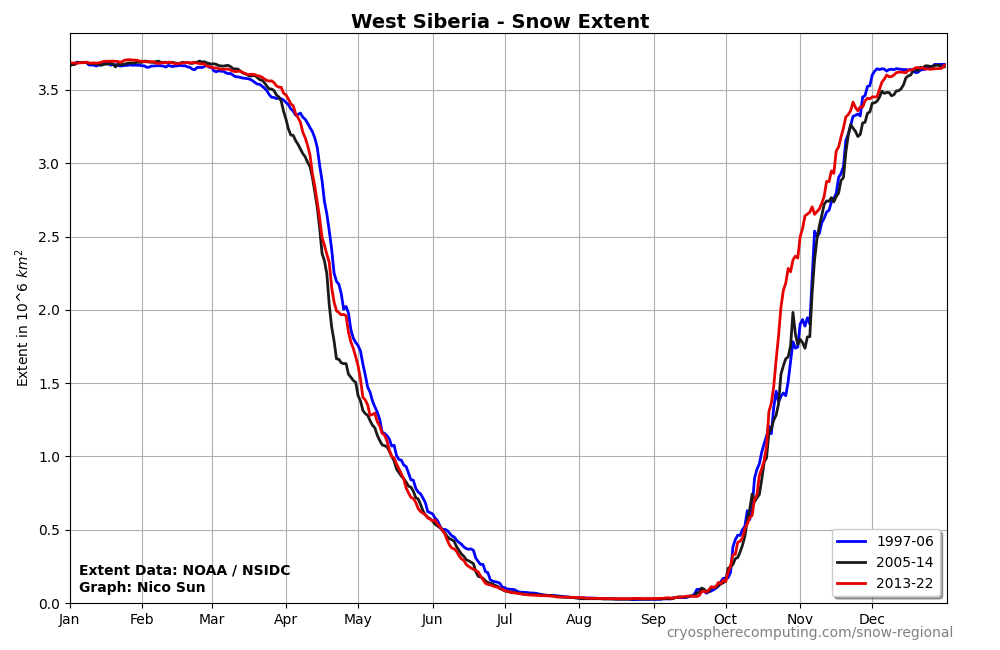 West Siberia - Snow Extent
Extent in 10^6 km²
3.5
3.0
2.5
2.0
1.5
1.0
0.5
0.0
Extent Data: NOAA / NSIDC
Graph: Nico Sun
1997-06
2005-14
2013-22
Jan Feb Mar Apr May Jun Jul Aug Sep Oct Nov Dec
cryospherecomputing.com/snow-regional